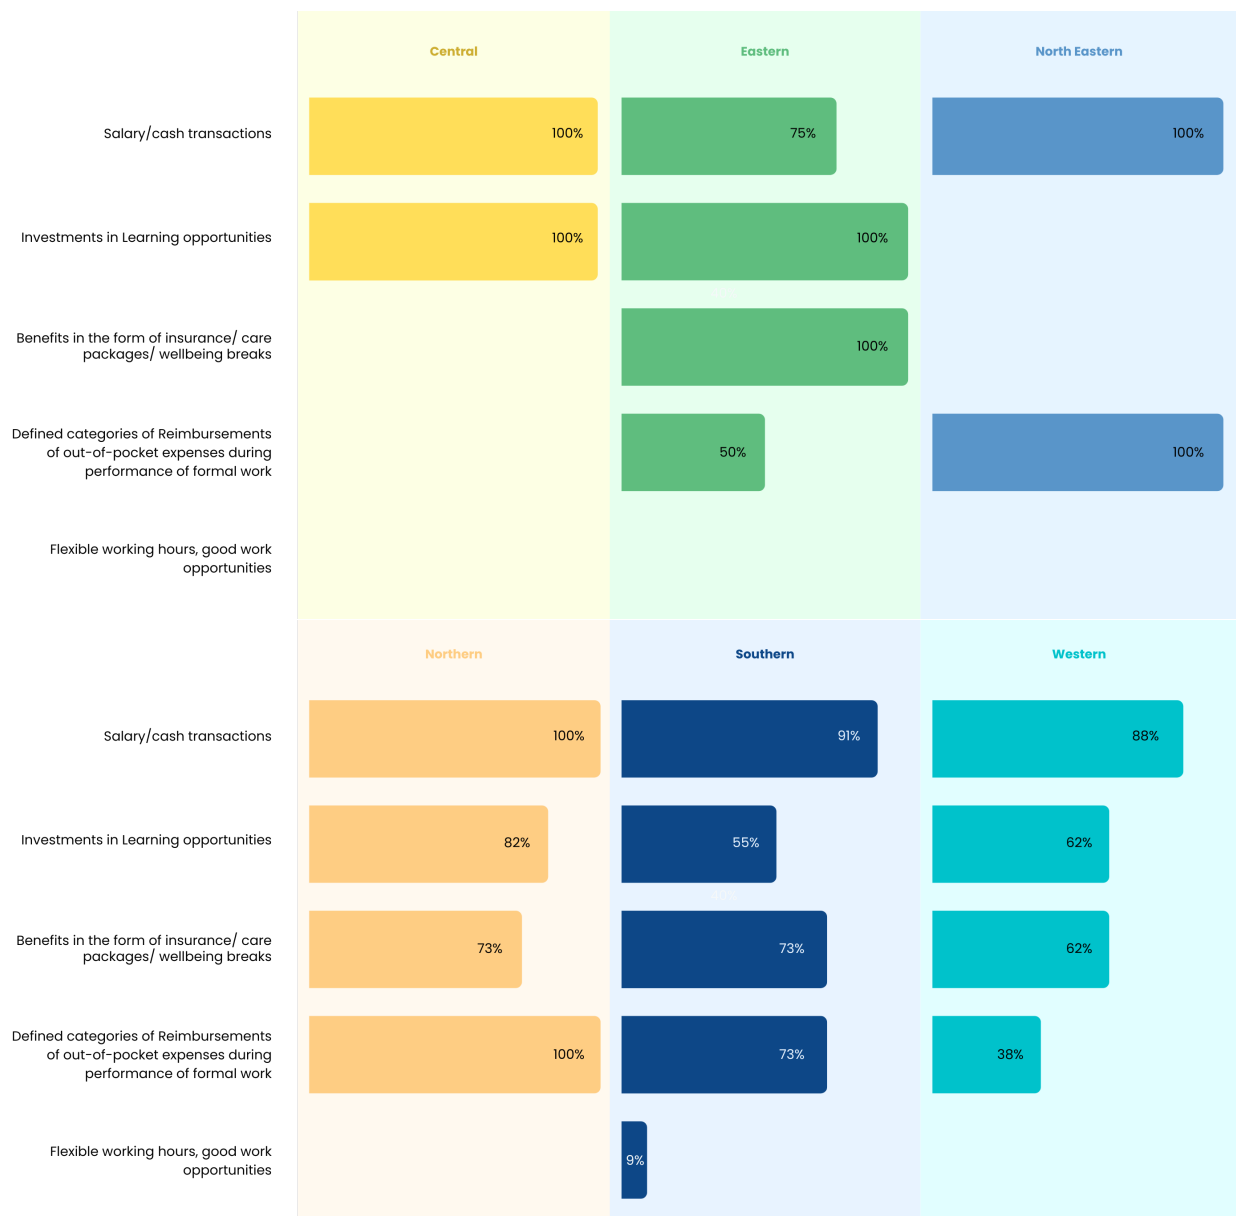 Central
Eastern
North Eastern
Salary/cash transactions
100%
75%
100%
Investments in Learning opportunities
100%
100%
Benefits in the form of insurance/ care
packages/ wellbeing breaks
100%
Defined categories of Reimbursements
of out-of-pocket expenses during
performance of formal work
50%
100%
Flexible working hours, good work
opportunities
Northern
Southern
Western
Salary/cash transactions
100%
91%
88%
Investments in Learning opportunities
82%
55%
62%
Benefits in the form of insurance/ care
packages/ wellbeing breaks
73%
73%
62%
Defined categories of Reimbursements
of out-of-pocket expenses during
performance of formal work
100%
73%
38%
Flexible working hours, good work
opportunities
9%